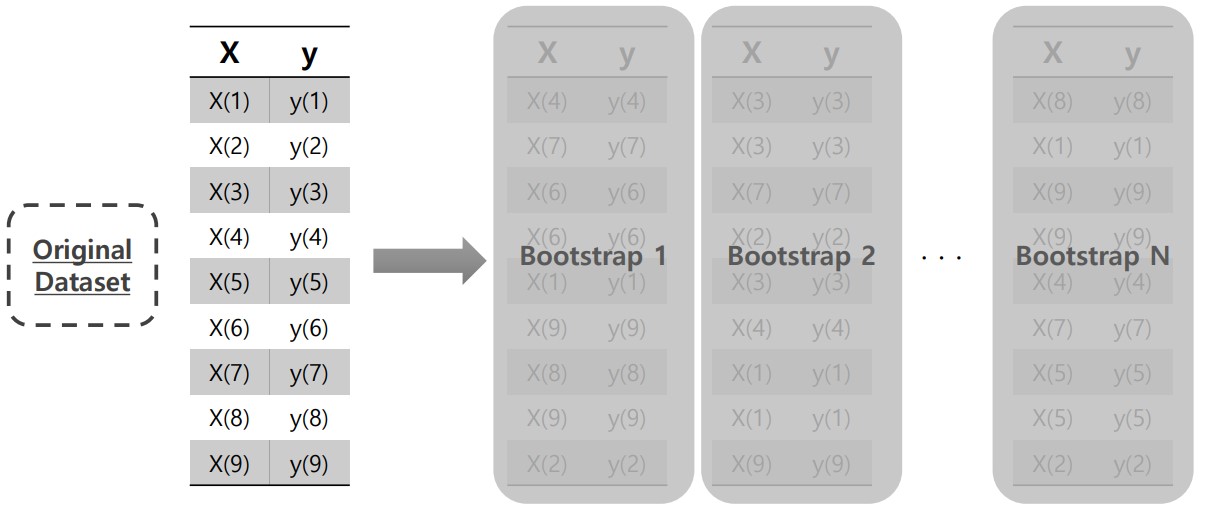 Original
Dataset
X y
X(1) y(1)
X(2) y(2)
X(3) y(3)
X(4) y(4)
X(5) y(5)
X(6) y(6)
X(7) y(7)
X(8) y(8)
X(9) y(9)
Bootstrap 1
X y
X(4) y(4)
X(7) y(7)
X(6) y(6)
X(6) y(6)
X(1) y(1)
X(9) y(9)
X(8) y(8)
X(9) y(9)
X(2) y(2)
Bootstrap 2
X y
X(3) y(3)
X(3) y(3)
X(7) y(7)
X(2) y(2)
X(3) y(3)
X(4) y(4)
X(1) y(1)
X(1) y(1)
X(9) y(9)
. . .
Bootstrap N
X y
X(8) y(8)
X(1) y(1)
X(9) y(9)
X(9) y(9)
X(4) y(4)
X(7) y(7)
X(5) y(5)
X(5) y(5)
X(2) y(2)